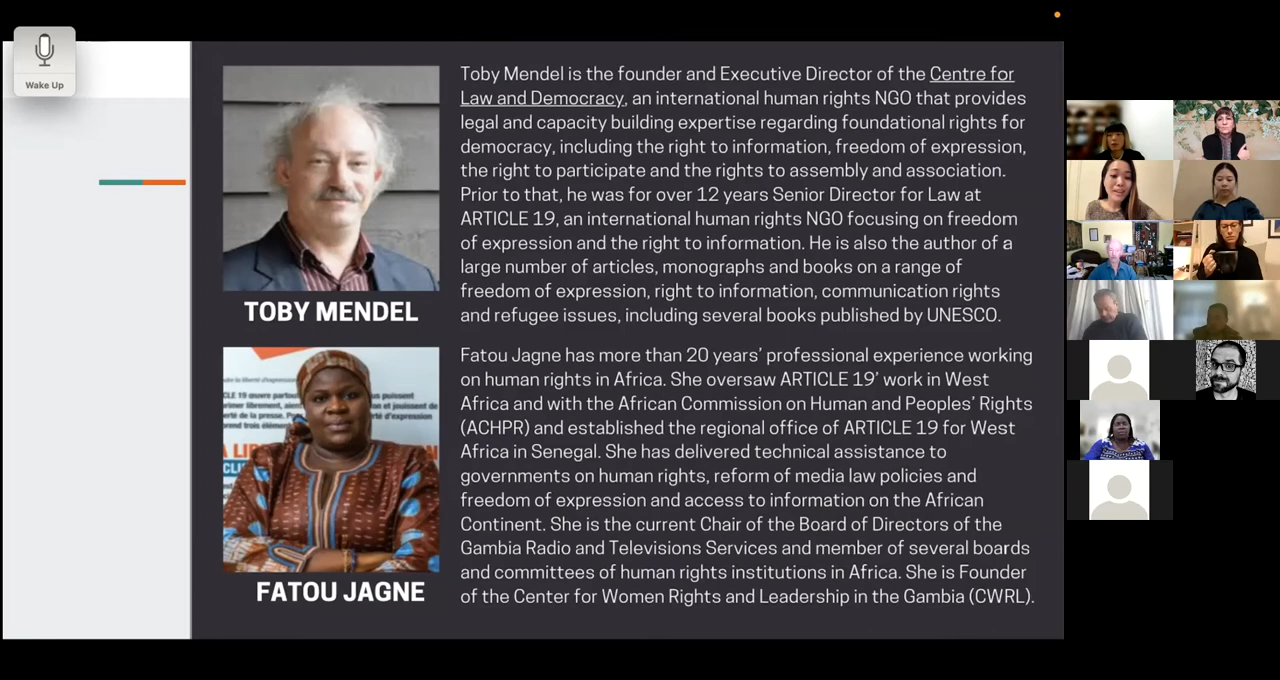 Wake Up
Toby Mendel is the founder and Executive Director of the Centre for
Law and Democracy, an international human rights NGO that provides
legal and capacity building expertise regarding foundational rights for
democracy, including the right to information, freedom of expression,
the right to participate and the rights to assembly and association.
Prior to that, he was for over 12 years Senior Director for Law at
ARTICLE 19, an international human rights NGO focusing on freedom
of expression and the right to information. He is also the author of a
large number of articles, monographs and books on a range of
freedom of expression, right to information, communication rights
and refugee issues, including several books published by UNESCO.
TOBY MENDEL
Fatou Jagne has more than 20 years’ professional experience working
on human rights in Africa. She oversaw ARTICLE 19’ work in West
Africa and with the African Commission on Human and Peoples’ Rights
(ACHPR) and established the regional office of ARTICLE 19 for West
Africa in Senegal. She has delivered technical assistance to
governments on human rights, reform of media law policies and
freedom of expression and access to information on the African
Continent. She is the current Chair of the Board of Directors of the
Gambia Radio and Televisions Services and member of several boards
and committees of human rights institutions in Africa. She is Founder
of the Center for Women Rights and Leadership in the Gambia (CWRL).
FATOU JAGNE